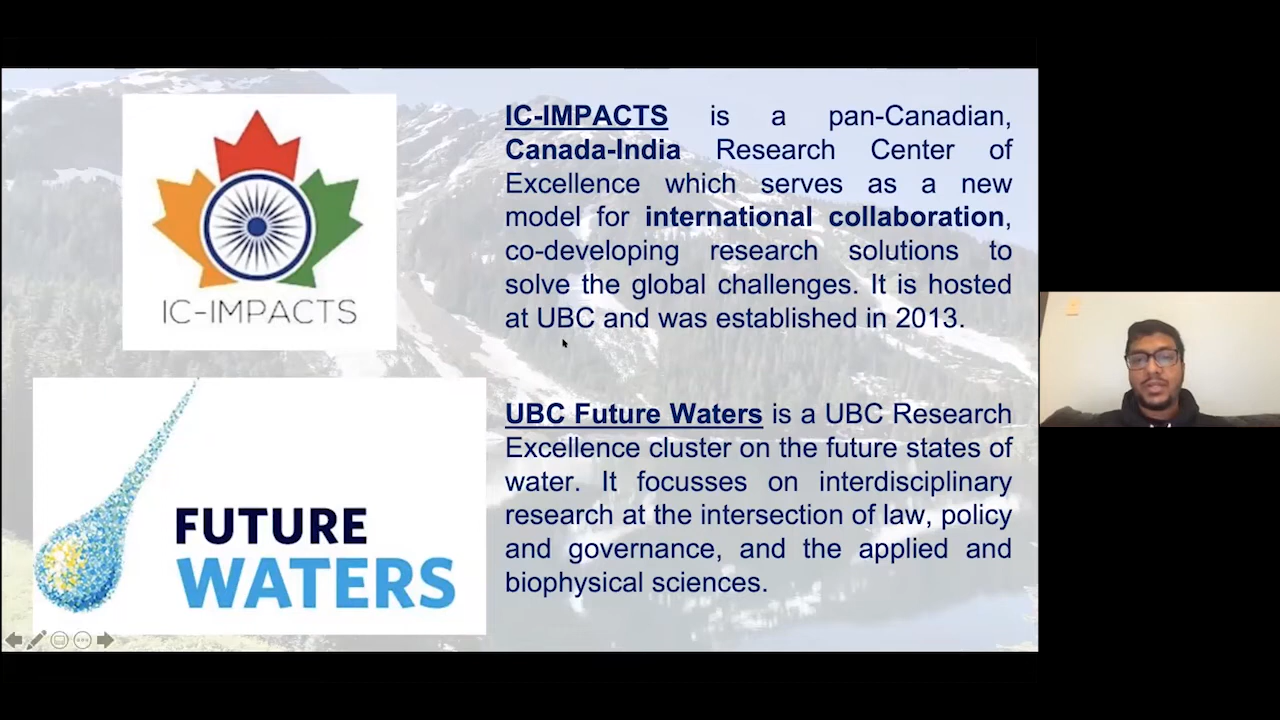 IC-IMPACTS
IC-IMPACTS is a pan-Canadian,
Canada-India Research Center of
Excellence which serves as a new
model for international collaboration,
co-developing research solutions to
solve the global challenges. It is hosted
at UBC and was established in 2013.
FUTURE
WATERS
UBC Future Waters is a UBC Research
Excellence cluster on the future states of
water. It focusses on interdisciplinary
research at the intersection of law, policy
and governance, and the applied and
biophysical sciences.